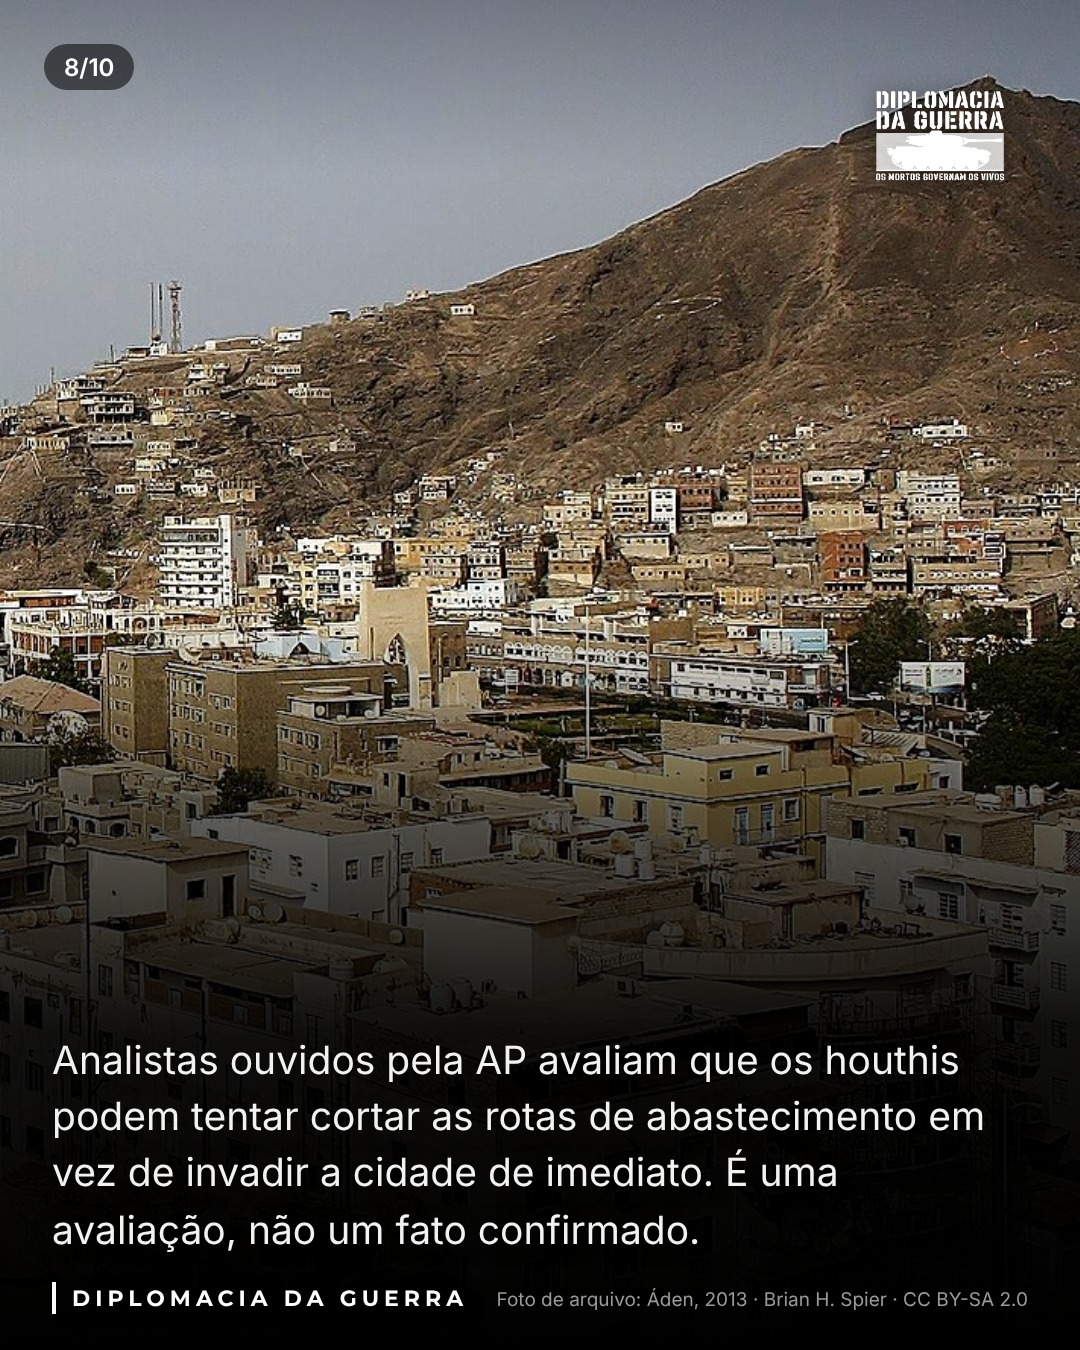 8/10
DIPLOMACIA
DA GUERRA
OS MORTOS GOVERNAM OS VIVOS
Analistas ouvidos pela AP avaliam que os houthis
podem tentar cortar as rotas de abastecimento em
vez de invadir a cidade de imediato. É uma
avaliação, não um fato confirmado.
DIPLOMACIA DA GUERRA
Foto de arquivo: Áden, 2013 · Brian H. Spier · CC BY-SA 2.0